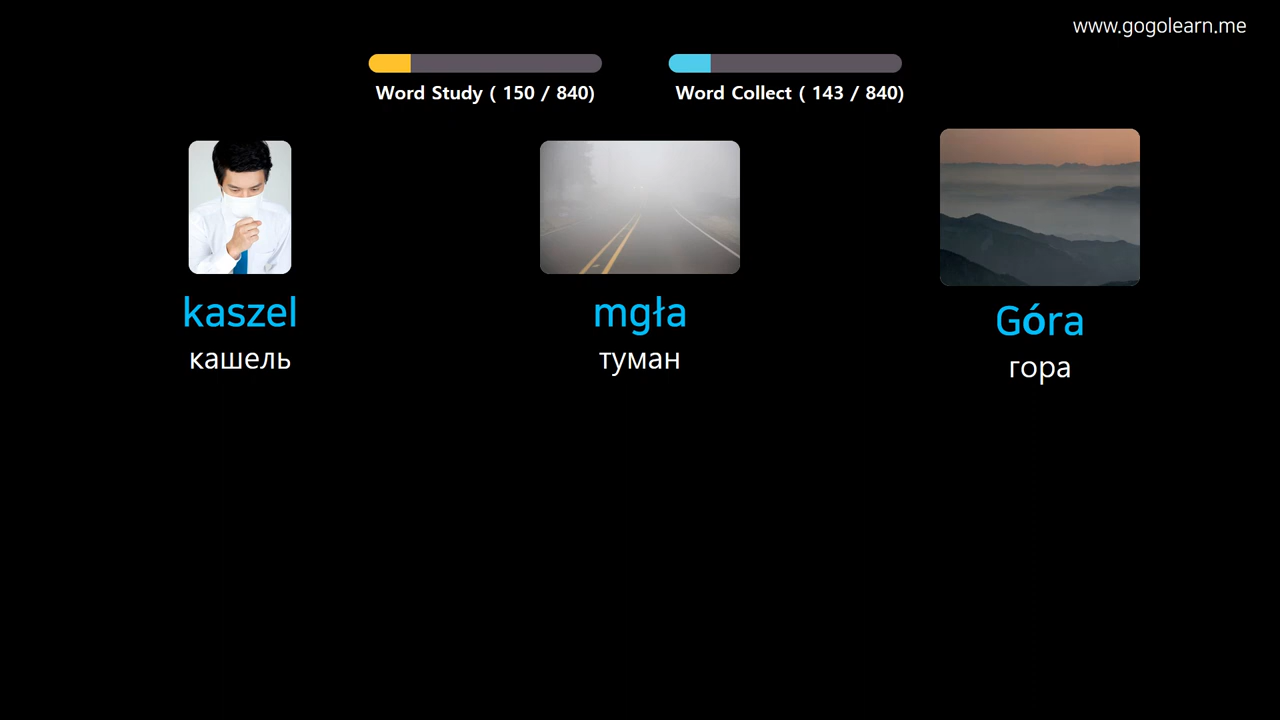 www.gogolearn.me
Word Study ( 150 / 840)
Word Collect ( 143 / 840)
kaszel
кашель
mgła
туман
Góra
гора